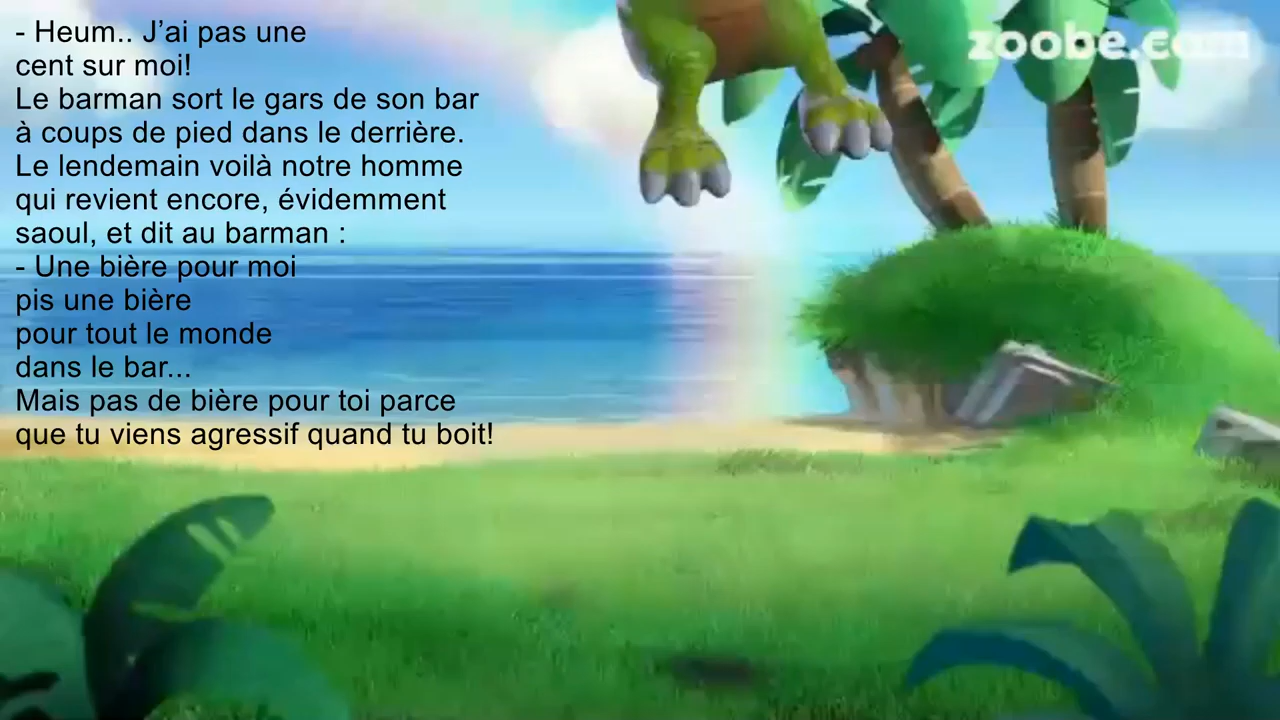 - Heum.. J’ai pas une
cent sur moi!
Le barman sort le gars de son bar
à coups de pied dans le derrière.
Le lendemain voilà notre homme
qui revient encore, évidemment
saoul, et dit au barman :
- Une bière pour moi
pis une bière
pour tout le monde
dans le bar...
Mais pas de bière pour toi parce
que tu viens agressif quand tu boit!
zoobe.com